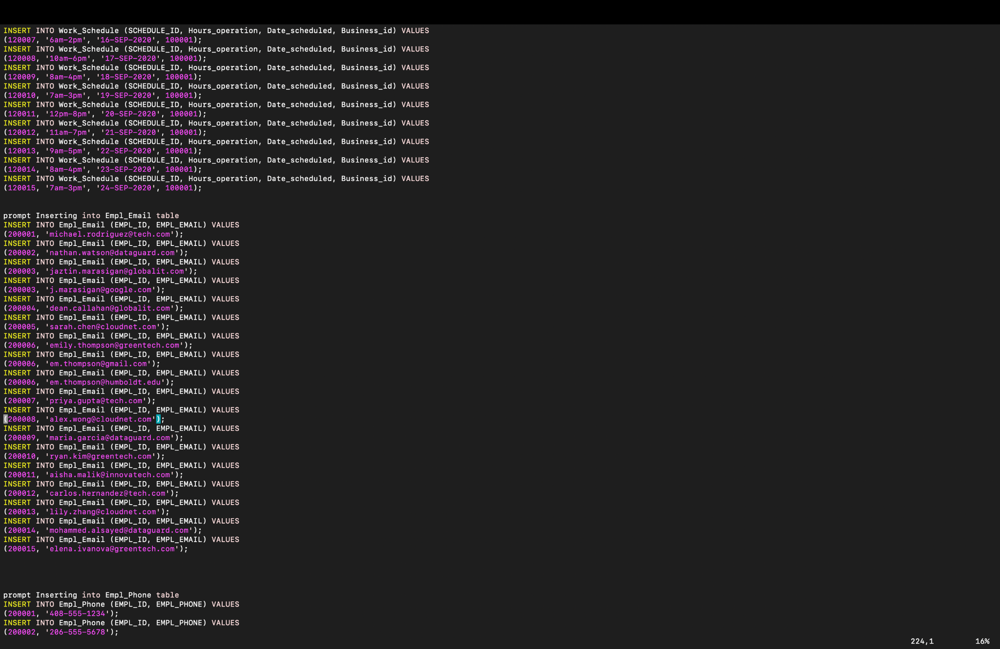 INSERT INTO Work_Schedule (SCHEDULE_ID, Hours_operation, Date_scheduled, Business_id) VALUES
(120007, '6am-2pm', '16-SEP-2020', 100001);
INSERT INTO Work_Schedule (SCHEDULE_ID, Hours_operation, Date_scheduled, Business_id) VALUES
(120008, '10am-6pm', '17-SEP-2020', 100001);
INSERT INTO Work_Schedule (SCHEDULE_ID, Hours_operation, Date_scheduled, Business_id) VALUES
(120009, '8am-4pm', '18-SEP-2020', 100001);
INSERT INTO Work_Schedule (SCHEDULE_ID, Hours_operation, Date_scheduled, Business_id) VALUES
(120010, '7am-3pm', '19-SEP-2020', 100001);
INSERT INTO Work_Schedule (SCHEDULE_ID, Hours_operation, Date_scheduled, Business_id) VALUES
(120011, '12pm-8pm', '20-SEP-2020', 100001);
INSERT INTO Work_Schedule (SCHEDULE_ID, Hours_operation, Date_scheduled, Business_id) VALUES
(120012, '11am-7pm', '21-SEP-2020', 100001);
INSERT INTO Work_Schedule (SCHEDULE_ID, Hours_operation, Date_scheduled, Business_id) VALUES
(120013, '9am-5pm', '22-SEP-2020', 100001);
INSERT INTO Work_Schedule (SCHEDULE_ID, Hours_operation, Date_scheduled, Business_id) VALUES
(120014, '8am-4pm', '23-SEP-2020', 100001);
INSERT INTO Work_Schedule (SCHEDULE_ID, Hours_operation, Date_scheduled, Business_id) VALUES
(120015, '7am-3pm', '24-SEP-2020', 100001);
prompt Inserting into Empl_Email table
INSERT INTO Empl_Email (EMPL_ID, EMPL_EMAIL) VALUES
(200001, 'michael.rodriguez@tech.com');
INSERT INTO Empl_Email (EMPL_ID, EMPL_EMAIL) VALUES
(200002, 'nathan.watson@dataguard.com');
INSERT INTO Empl_Email (EMPL_ID, EMPL_EMAIL) VALUES
(200003, 'jaztin.marasigan@globalit.com');
INSERT INTO Empl_Email (EMPL_ID, EMPL_EMAIL) VALUES
(200003, 'j.marasigan@google.com');
INSERT INTO Empl_Email (EMPL_ID, EMPL_EMAIL) VALUES
(200004, 'dean.callahan@globalit.com');
INSERT INTO Empl_Email (EMPL_ID, EMPL_EMAIL) VALUES
(200005, 'sarah.chen@cloudnet.com');
INSERT INTO Empl_Email (EMPL_ID, EMPL_EMAIL) VALUES
(200006, 'emily.thompson@greentech.com');
INSERT INTO Empl_Email (EMPL_ID, EMPL_EMAIL) VALUES
(200006, 'em.thompson@gmail.com');
INSERT INTO Empl_Email (EMPL_ID, EMPL_EMAIL) VALUES
(200006, 'em.thompson@humboldt.edu');
INSERT INTO Empl_Email (EMPL_ID, EMPL_EMAIL) VALUES
(200007, 'priya.gupta@tech.com');
INSERT INTO Empl_Email (EMPL_ID, EMPL_EMAIL) VALUES
(200008, 'alex.wong@cloudnet.com');
INSERT INTO Empl_Email (EMPL_ID, EMPL_EMAIL) VALUES
(200009, 'maria.garcia@dataguard.com');
INSERT INTO Empl_Email (EMPL_ID, EMPL_EMAIL) VALUES
(200010, 'ryan.kim@greentech.com');
INSERT INTO Empl_Email (EMPL_ID, EMPL_EMAIL) VALUES
(200011, 'aisha.malik@innovatech.com');
INSERT INTO Empl_Email (EMPL_ID, EMPL_EMAIL) VALUES
(200012, 'carlos.hernandez@tech.com');
INSERT INTO Empl_Email (EMPL_ID, EMPL_EMAIL) VALUES
(200013, 'lily.zhang@cloudnet.com');
INSERT INTO Empl_Email (EMPL_ID, EMPL_EMAIL) VALUES
(200014, 'mohammed.alsayed@dataguard.com');
INSERT INTO Empl_Email (EMPL_ID, EMPL_EMAIL) VALUES
(200015, 'elena.ivanova@greentech.com');
prompt Inserting into Empl_Phone table
INSERT INTO Empl_Phone (EMPL_ID, EMPL_PHONE) VALUES
(200001, '408-555-1234');
INSERT INTO Empl_Phone (EMPL_ID, EMPL_PHONE) VALUES
(200002, '206-555-5678');
224,1 16%